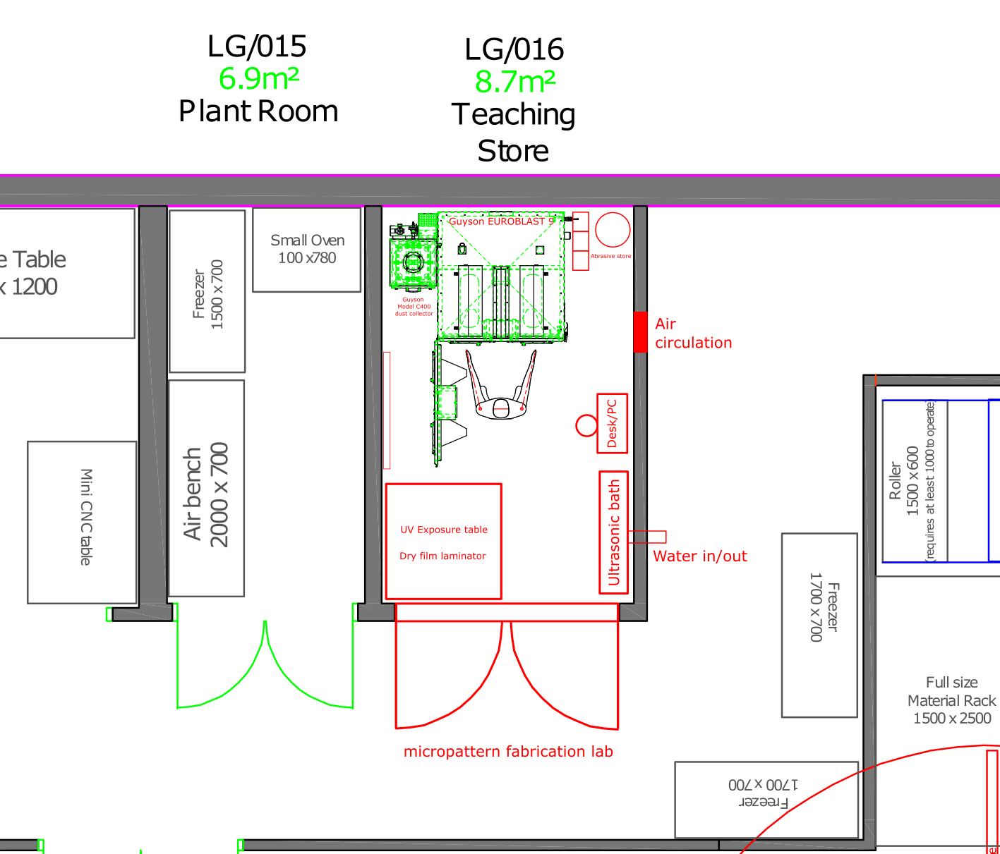 LG/015
6.9m²
Plant Room
LG/016
8.7m²
Teaching
Store
e Table
x 1200
Freezer
1500 x 700
Small Oven
100 x780
Guyson EUROBLAST 9
Abrasive store
Guyson
Model C400
dust collector
Air
circulation
Desk/PC
Mini CNC table
Air bench
2000 x 700
UV Exposure table
Dry film laminator
Ultrasonic bath
Water in/out
Roller
1500 x 600
(requires at least 1000 to operate)
Freezer
1700 x 700
Full size
Material Rack
1500 x 2500
micropattern fabrication lab
Freezer
1700 x 700